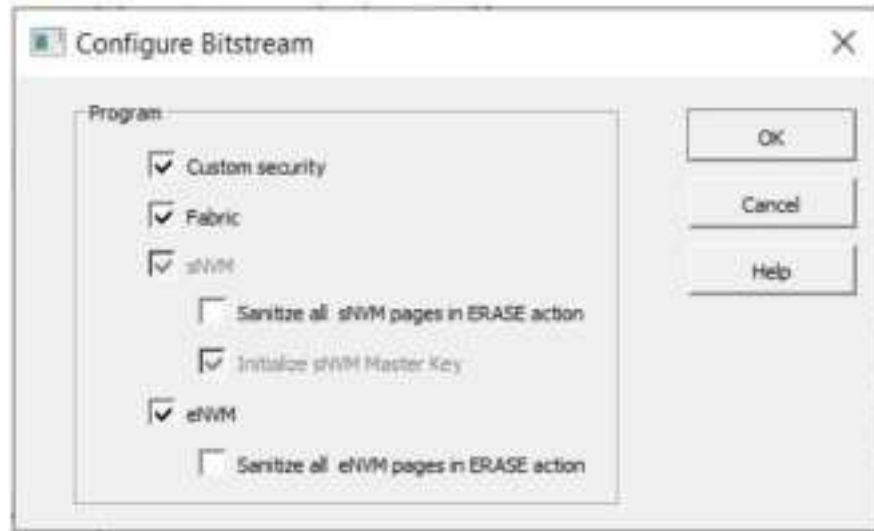 Configure Bitstream
Program
Custom security
Fabric
sNVM
Sanitize all sNVM pages in ERASE action
Initialize sNVM Master Key
eNVM
Sanitize all eNVM pages in ERASE action
OK
Cancel
Help